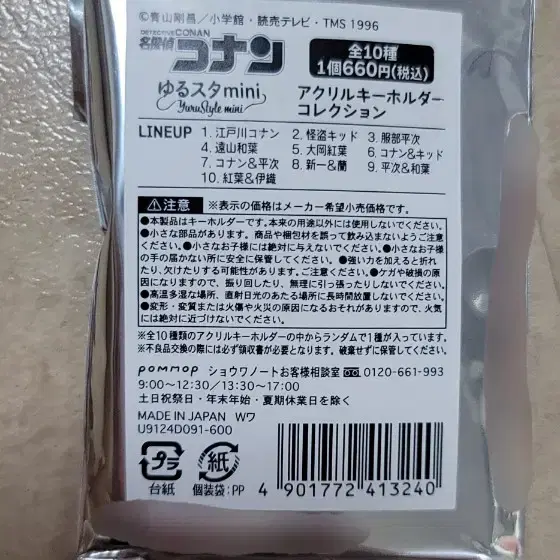 ©青山剛昌/小学館・読売テレビ・TMS 1996
DETECTIVE CONAN
名探偵コナン
全10種
1個660円(税込)
ゆるスタmini
YuruStyle mini
アクリルキーホルダー
コレクション
LINEUP 1. 江戸川コナン 2. 怪盗キッド 3. 服部平次
4. 遠山和葉 5. 大岡紅葉 6. コナン&キッド
7. コナン&平次 8. 新一&蘭 9. 平次&和葉
10. 紅葉&伊織
⚠注意 ※表示の価格はメーカー希望小売価格です。
●本製品はキーホルダーです。本来の用途以外には使用しないでください。
●小さな部品があります。商品や梱包材を誤って飲み込まないようご注意
ください。●小さなお子様には絶対に与えないでください。●小さなお子様
の手の届かない所に安全に保管してください。●強い力を加えると折れ
たり、欠けたりする可能性があります。ご注意ください。●ケガや破損の原
因になりますので、振り回したり、無理に引っ張ったりしないでください。
●高温多湿な場所、直射日光のあたる場所に長時間放置しないでください。
●変形・変質または火傷や火災の原因になるおそれがありますので、火気
には絶対に近づけないでください。
※全10種類のアクリルキーホルダーの中からランダムで1種が入っています。
※不良品交換の際には必ず領収書が必要となります。破棄せずに保管してください。
pommop ショウワノートお客様相談室 0120-661-993
9:00〜12:30/13:30〜17:00
土日祝祭日・年末年始・夏期休業日を除く
MADE IN JAPAN Wワ
U9124D091-600
プラ 紙
台紙 個装袋:PP
4 901772 413240